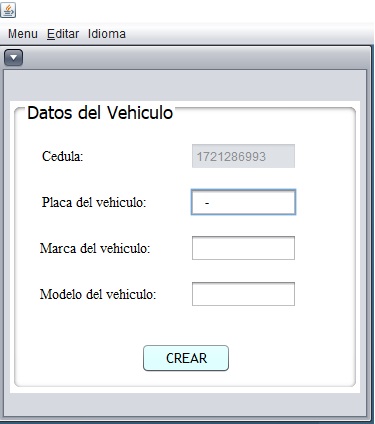 Menu Editar Idioma
Datos del Vehiculo
Cedula: 1721286993
Placa del vehiculo: -
Marca del vehiculo:
Modelo del vehiculo:
CREAR